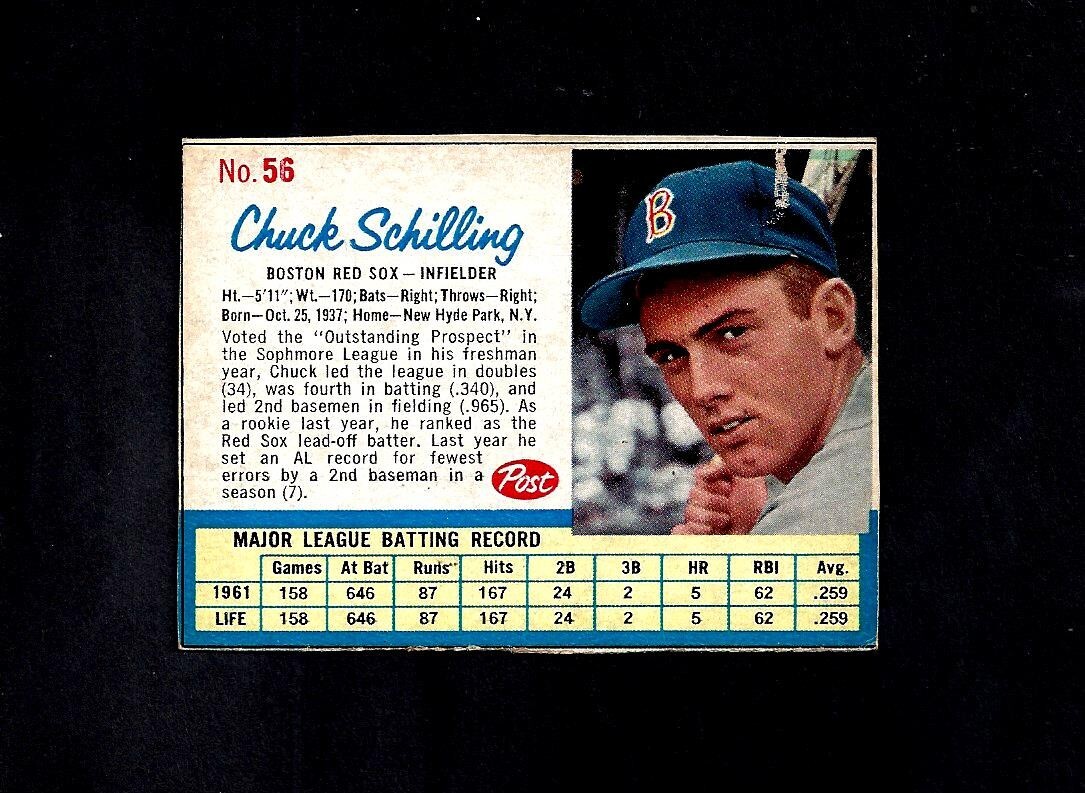 No. 56
B
Chuck Schilling
BOSTON RED SOX — INFIELDER
Ht.—5'11"; Wt.—170; Bats—Right; Throws—Right;
Born—Oct. 25, 1937; Home—New Hyde Park, N.Y.
Voted the "Outstanding Prospect" in
the Sophmore League in his freshman
year, Chuck led the league in doubles
(34), was fourth in batting (.340), and
led 2nd basemen in fielding (.965). As
a rookie last year, he ranked as the
Red Sox lead-off batter. Last year he
set an AL record for fewest
errors by a 2nd baseman in a
season (7).
Post
MAJOR LEAGUE BATTING RECORD
Games At Bat Runs Hits 2B 3B HR RBI Avg.
1961 158 646 87 167 24 2 5 62 .259
LIFE 158 646 87 167 24 2 5 62 .259